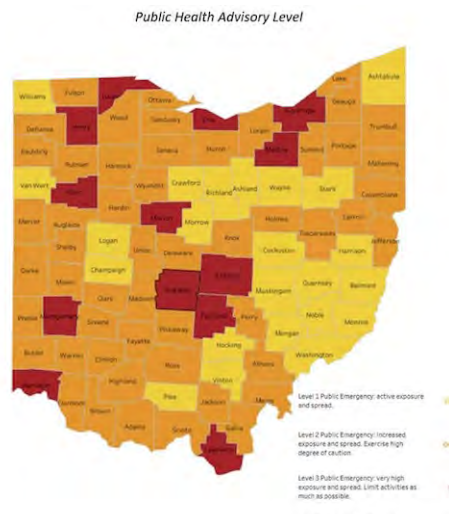 Public Health Advisory Level
Ashtabula
Lake
Williams
Fulton
Ottawa
Geauga
Henry
Wood
Sandusky
Erie
Lorain
Trumbull
Defiance
Medina
Summit
Portage
Paulding
Seneca
Huron
Mahoning
Putnam
Hancock
Van Wert
Allen
Wyandot
Crawford
Richland
Ashland
Wayne
Stark
Columbiana
Hardin
Marion
Morrow
Mercer
Auglaize
Holmes
Carroll
Logan
Knox
Tuscarawas
Jefferson
Shelby
Union
Delaware
Coshocton
Harrison
Darke
Champaign
Licking
Miami
Franklin
Muskingum
Guernsey
Belmont
Clark
Madison
Preble
Montgomery
Fairfield
Perry
Noble
Monroe
Greene
Pickaway
Morgan
Fayette
Butler
Warren
Clinton
Hocking
Washington
Ross
Athens
Hamilton
Highland
Vinton
Clermont
Pike
Jackson
Meigs
Brown
Adams
Scioto
Gallia
Lawrence
Level 1 Public Emergency: active exposure
and spread.
Level 2 Public Emergency: Increased
exposure and spread. Exercise high
degree of caution.
Level 3 Public Emergency: very high
exposure and spread. Limit activities as
much as possible.